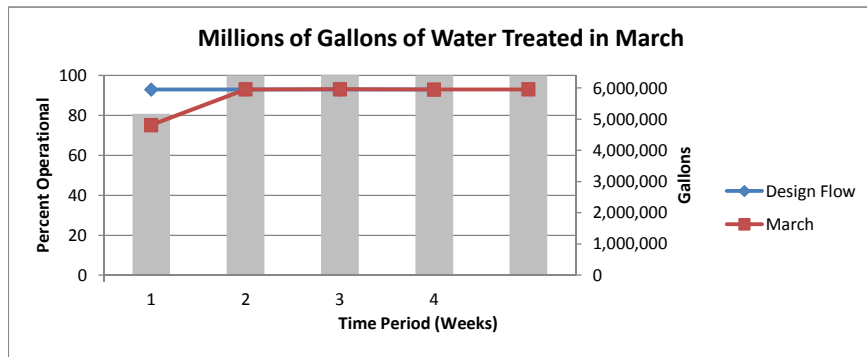 Millions of Gallons of Water Treated in March
Percent Operational
100
80
60
40
20
0
6,000,000
5,000,000
4,000,000
3,000,000
2,000,000
1,000,000
0
Gallons
1 2 3 4
Time Period (Weeks)
Design Flow
March